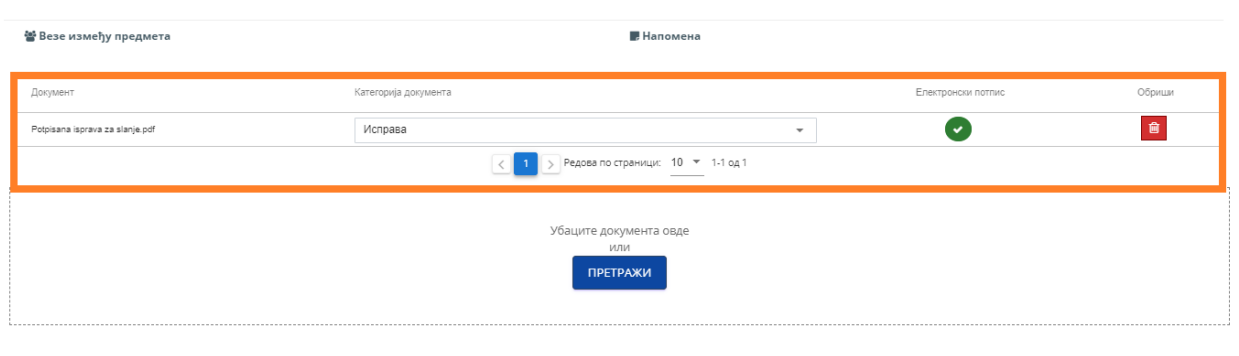 Везе између предмета Напомена
Документ Категорија документа Електронски потпис Обриши
Potpisana isprava za slanje.pdf Исправа
< 1 > Редова по страници: 10 1-1 од 1
Убаците документа овде
или
ПРЕТРАЖИ